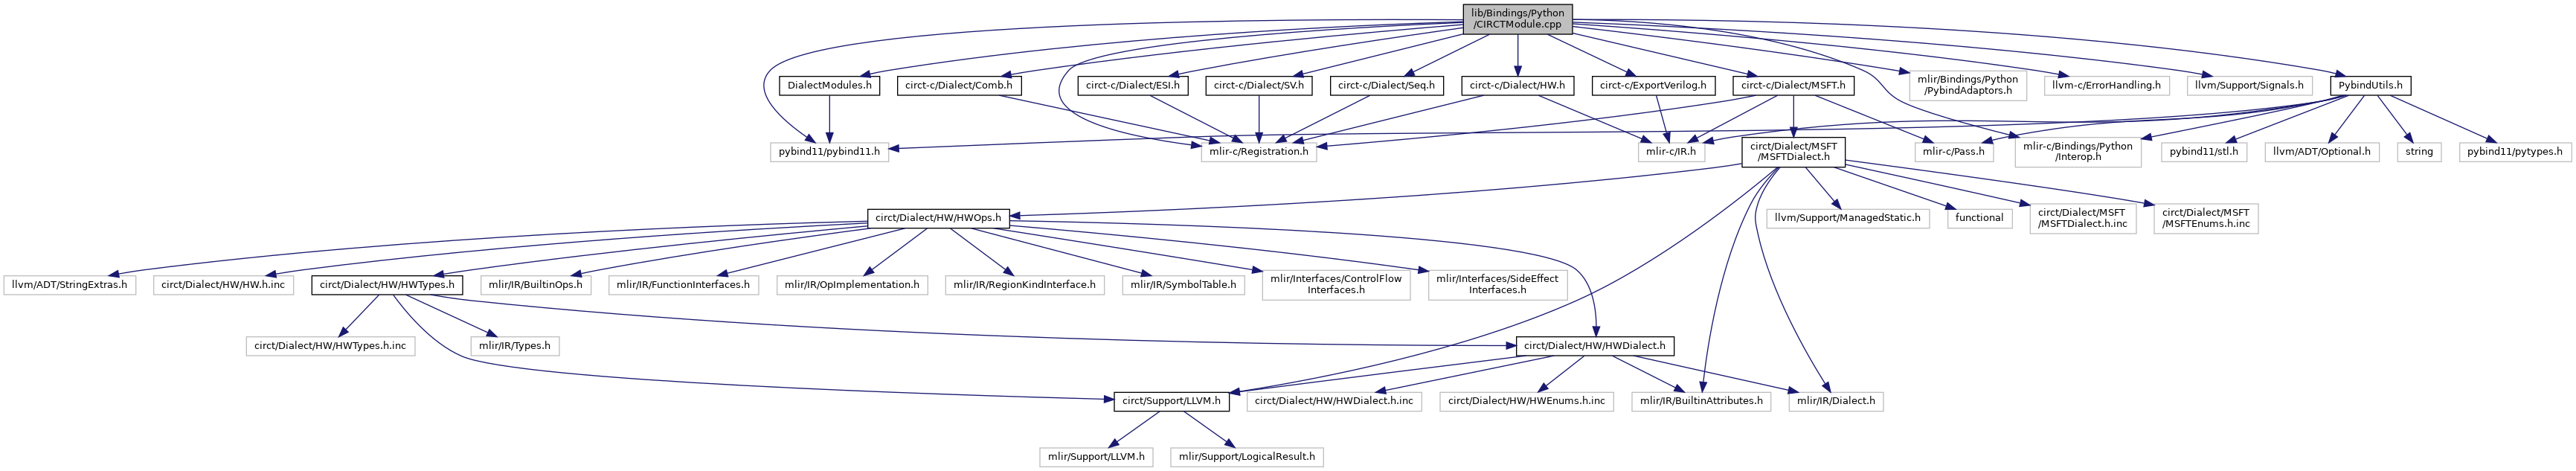 lib/Bindings/Python
/CIRCTModule.cpp
DialectModules.h
circt-c/Dialect/Comb.h
circt-c/Dialect/ESI.h
circt-c/Dialect/SV.h
circt-c/Dialect/Seq.h
circt-c/Dialect/HW.h
circt-c/ExportVerilog.h
circt-c/Dialect/MSFT.h
mlir/Bindings/Python
/PybindAdaptors.h
llvm-c/ErrorHandling.h
llvm/Support/Signals.h
PybindUtils.h
pybind11/pybind11.h
mlir-c/Registration.h
mlir-c/IR.h
circt/Dialect/MSFT
/MSFTDialect.h
mlir-c/Pass.h
mlir-c/Bindings/Python
/Interop.h
pybind11/stl.h
llvm/ADT/Optional.h
string
pybind11/pytypes.h
circt/Dialect/HW/HWOps.h
llvm/Support/ManagedStatic.h
functional
circt/Dialect/MSFT
/MSFTDialect.h.inc
circt/Dialect/MSFT
/MSFTEnums.h.inc
llvm/ADT/StringExtras.h
circt/Dialect/HW/HW.h.inc
circt/Dialect/HW/HWTypes.h
mlir/IR/BuiltinOps.h
mlir/IR/FunctionInterfaces.h
mlir/IR/OpImplementation.h
mlir/IR/RegionKindInterface.h
mlir/IR/SymbolTable.h
mlir/Interfaces/ControlFlow
Interfaces.h
mlir/Interfaces/SideEffect
Interfaces.h
circt/Dialect/HW/HWTypes.h.inc
mlir/IR/Types.h
circt/Dialect/HW/HWDialect.h
circt/Support/LLVM.h
circt/Dialect/HW/HWDialect.h.inc
circt/Dialect/HW/HWEnums.h.inc
mlir/IR/BuiltinAttributes.h
mlir/IR/Dialect.h
mlir/Support/LLVM.h
mlir/Support/LogicalResult.h